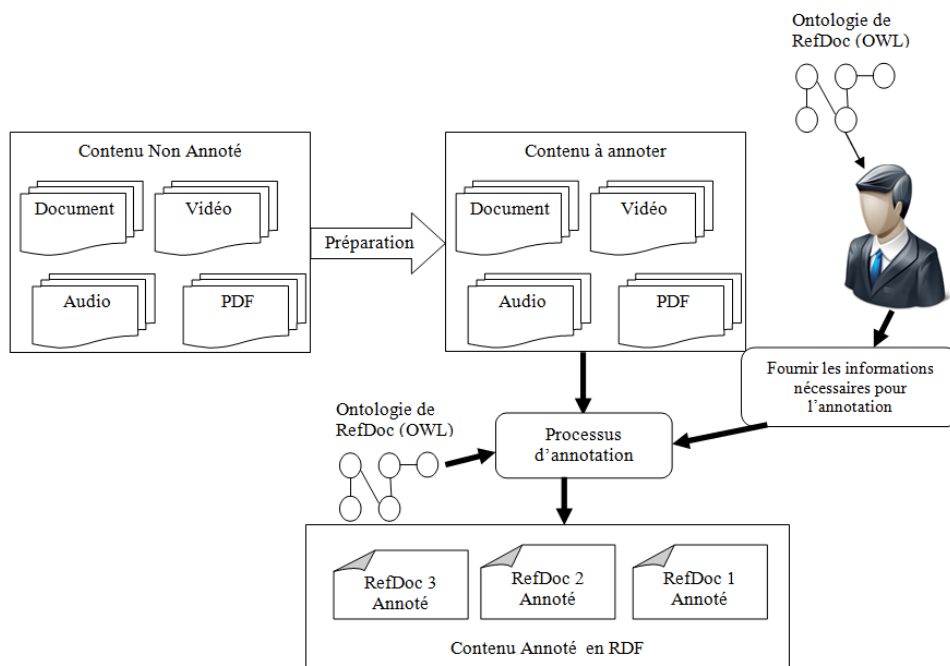 Ontologie de
RefDoc (OWL)
Contenu Non Annoté
Document
Vidéo
Audio
PDF
Préparation
Contenu à annoter
Document
Vidéo
Audio
PDF
Fournir les informations
nécessaires pour
l’annotation
Ontologie de
RefDoc (OWL)
Processus
d’annotation
RefDoc 3
Annoté
RefDoc 2
Annoté
RefDoc 1
Annoté
Contenu Annoté en RDF